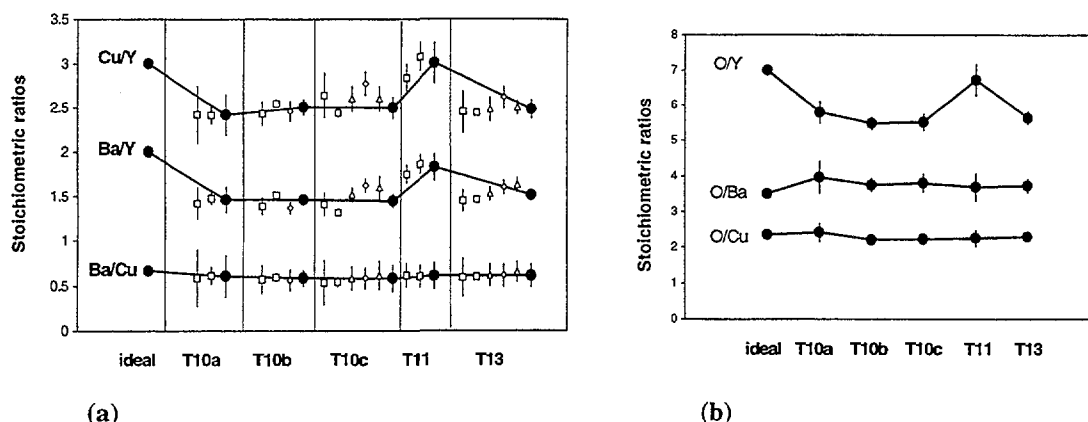 Stoichiometric ratios
3.5
3
2.5
2
1.5
1
0.5
0
Cu/Y
Ba/Y
Ba/Cu
ideal T10a T10b T10c T11 T13
(a)
Stoichiometric ratios
8
7
6
5
4
3
2
1
0
O/Y
O/Ba
O/Cu
ideal T10a T10b T10c T11 T13
(b)